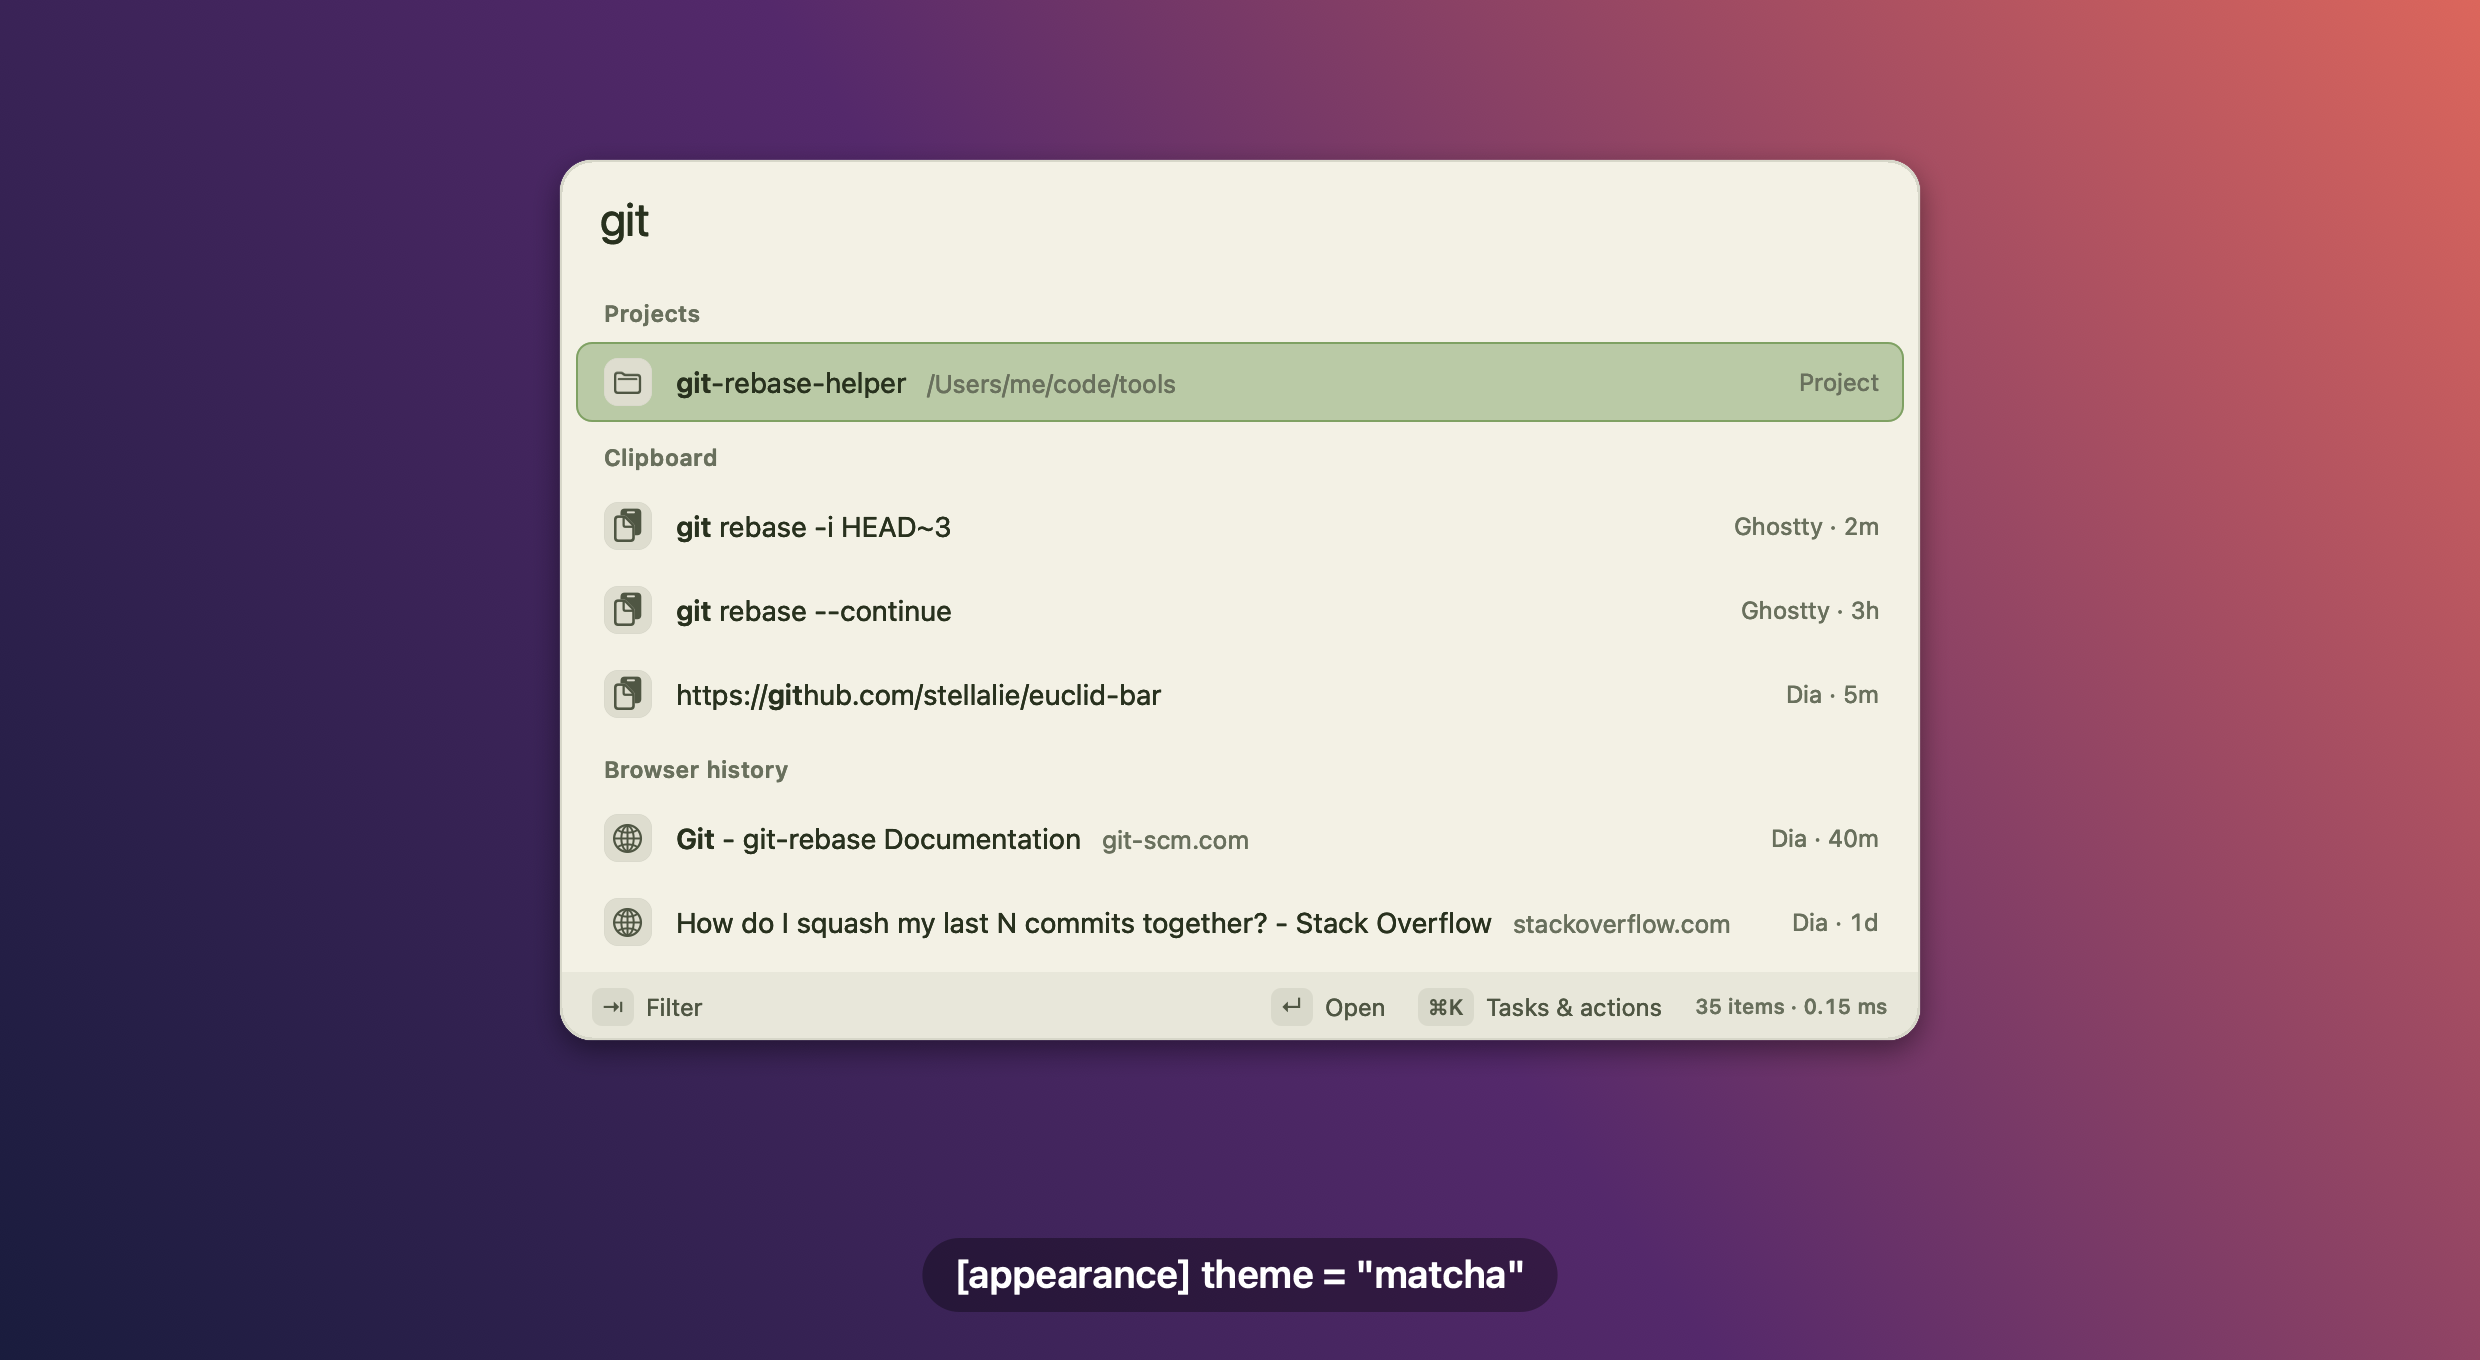 git
Projects
git-rebase-helper /Users/me/code/tools Project
Clipboard
git rebase -i HEAD~3 Ghostty · 2m
git rebase --continue Ghostty · 3h
https://github.com/stellalie/euclid-bar Dia · 5m
Browser history
Git - git-rebase Documentation git-scm.com Dia · 40m
How do I squash my last N commits together? - Stack Overflow stackoverflow.com Dia · 1d
Filter Open ⌘K Tasks & actions 35 items · 0.15 ms
[appearance] theme = "matcha"